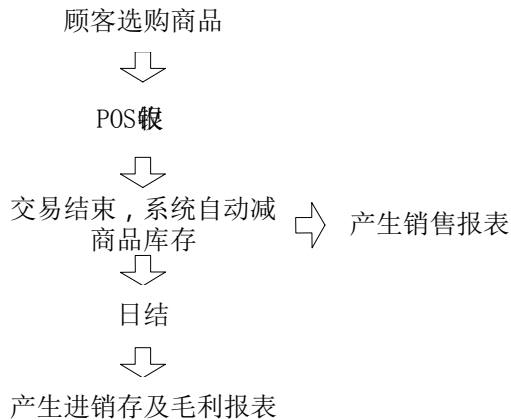 顾客选购商品
POS
交易结束，系统自动减
商品库存
产生销售报表
日结
产生进销存及毛利报表